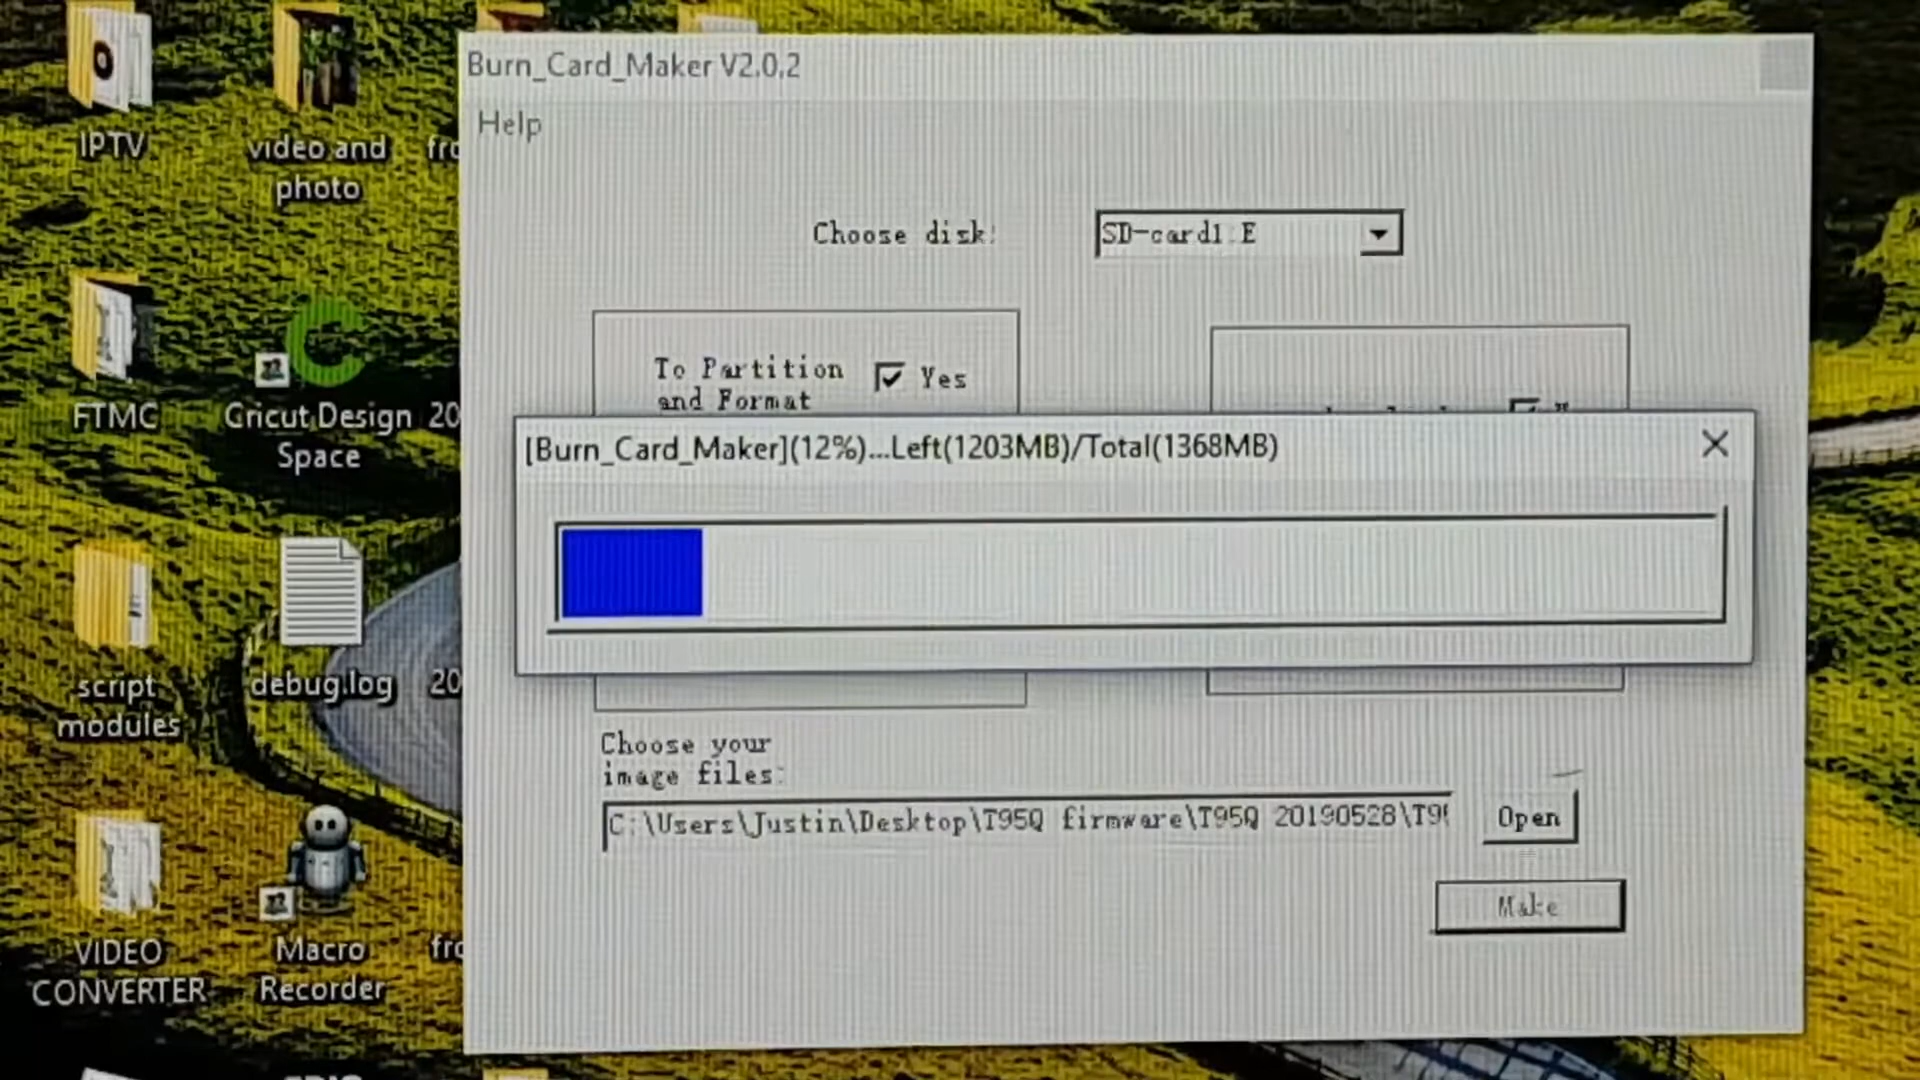 Burn_Card_Maker V2.0.2
Help
Choose disk:
SD-card1:E
To Partition
and Format
Yes
[Burn_Card_Maker](12%)...Left(1203MB)/Total(1368MB)
Choose your
image files:
C:\Users\Justin\Desktop\T95Q firmware\T95Q 20190528\T9
Open
Make
IPTV
video and
photo
FTMC
Cricut Design
Space
20
script
modules
debug.log
20
VIDEO
CONVERTER
Macro
Recorder